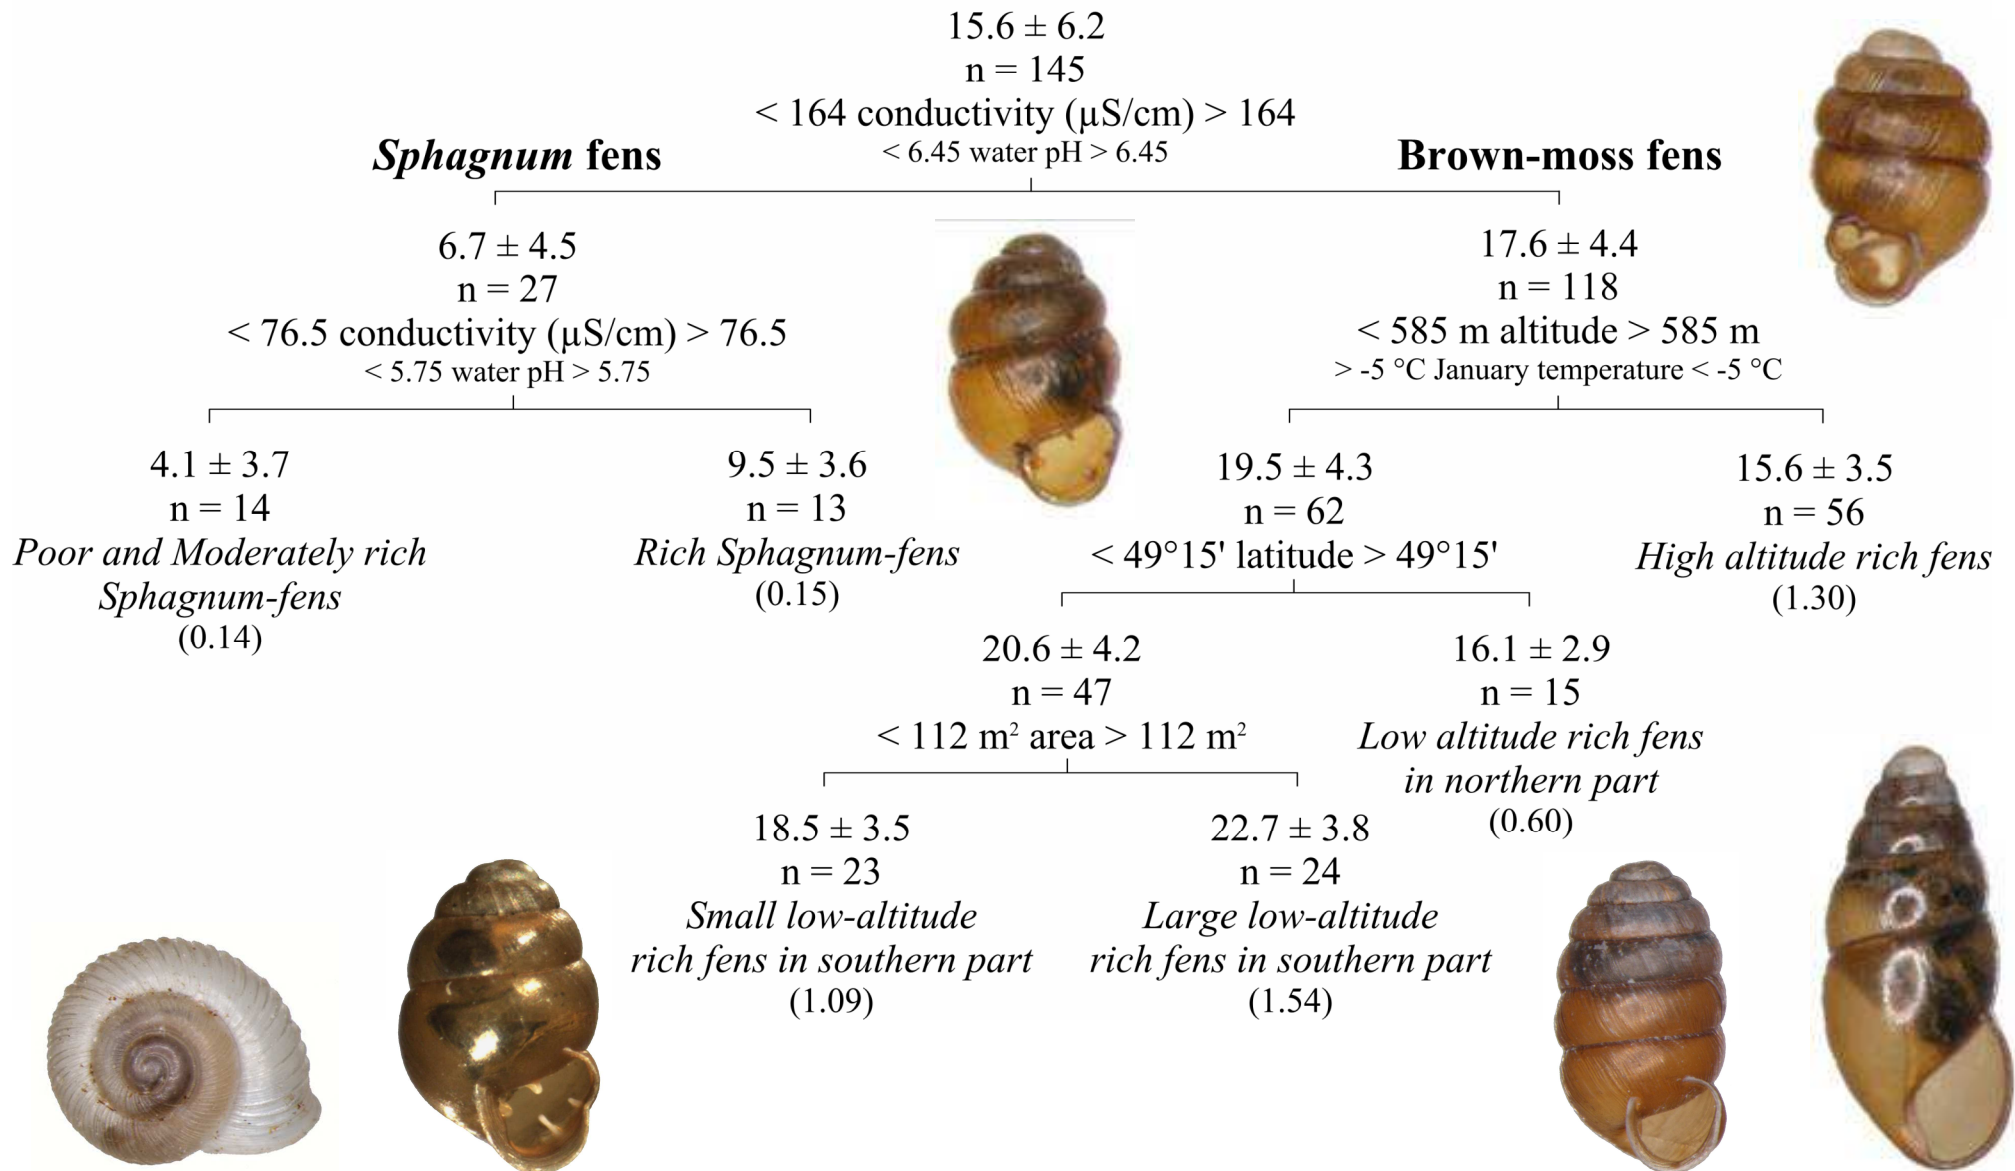 15.6 ± 6.2
n = 145
< 164 conductivity (µS/cm) > 164
< 6.45 water pH > 6.45
Sphagnum fens
Brown-moss fens
6.7 ± 4.5
n = 27
< 76.5 conductivity (µS/cm) > 76.5
< 5.75 water pH > 5.75
17.6 ± 4.4
n = 118
< 585 m altitude > 585 m
> -5 °C January temperature < -5 °C
4.1 ± 3.7
n = 14
Poor and Moderately rich
Sphagnum-fens
(0.14)
9.5 ± 3.6
n = 13
Rich Sphagnum-fens
(0.15)
19.5 ± 4.3
n = 62
< 49°15' latitude > 49°15'
15.6 ± 3.5
n = 56
High altitude rich fens
(1.30)
20.6 ± 4.2
n = 47
< 112 m² area > 112 m²
16.1 ± 2.9
n = 15
Low altitude rich fens
in northern part
(0.60)
18.5 ± 3.5
n = 23
Small low-altitude
rich fens in southern part
(1.09)
22.7 ± 3.8
n = 24
Large low-altitude
rich fens in southern part
(1.54)